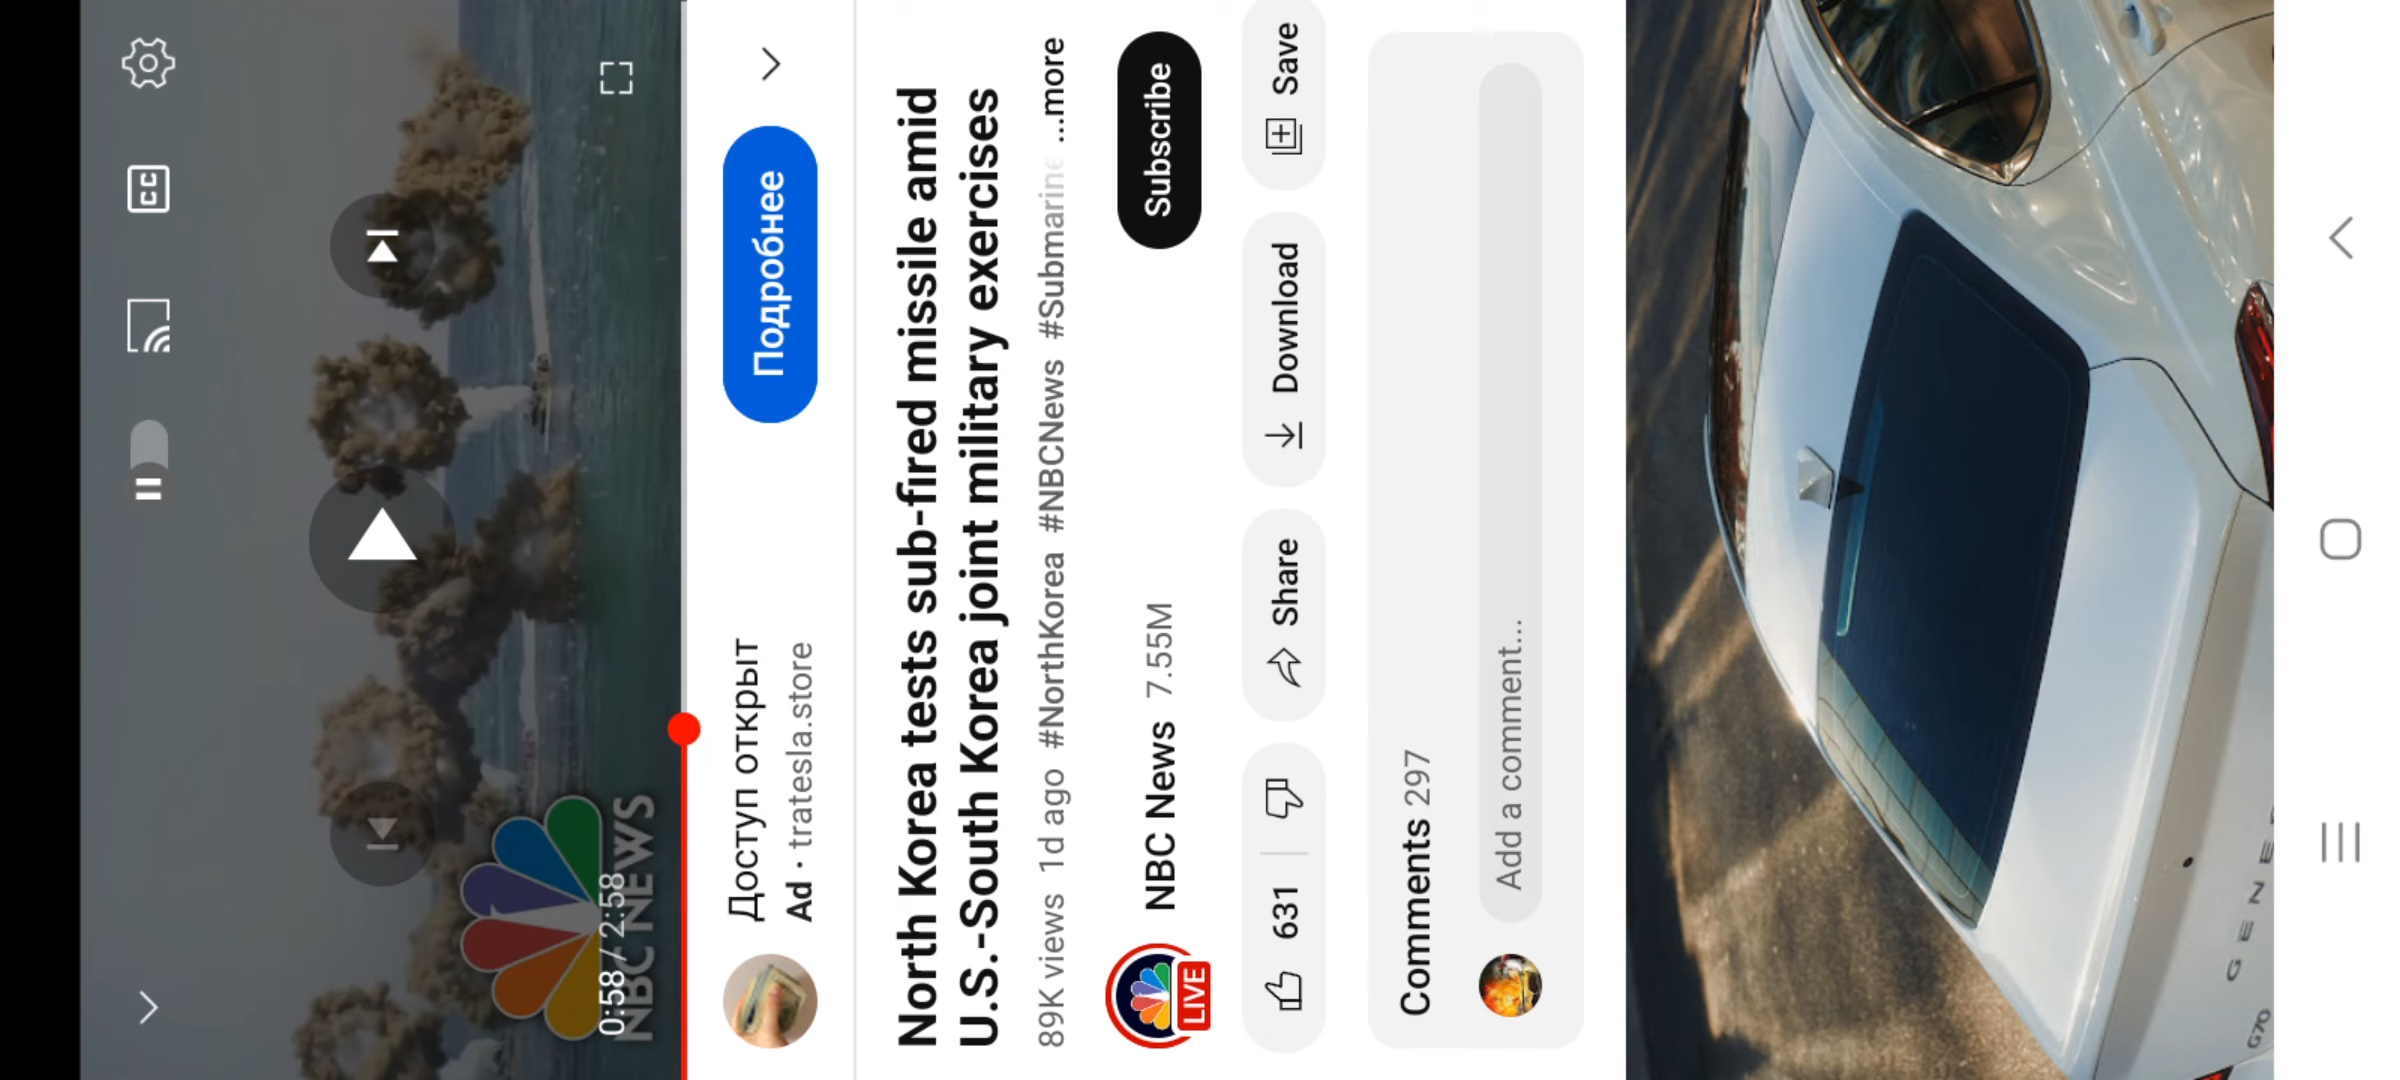 CC
0:58 / 2:58
NBC NEWS
Доступ открыт
Ad · tratesla.store
Подробнее
North Korea tests sub-fired missile amid
U.S.-South Korea joint military exercises
89K views 1d ago #NorthKorea #NBCNews #Submarine ...more
LIVE
NBC News 7.55M
Subscribe
631
Share
Download
Save
Comments 297
Add a comment...
G70